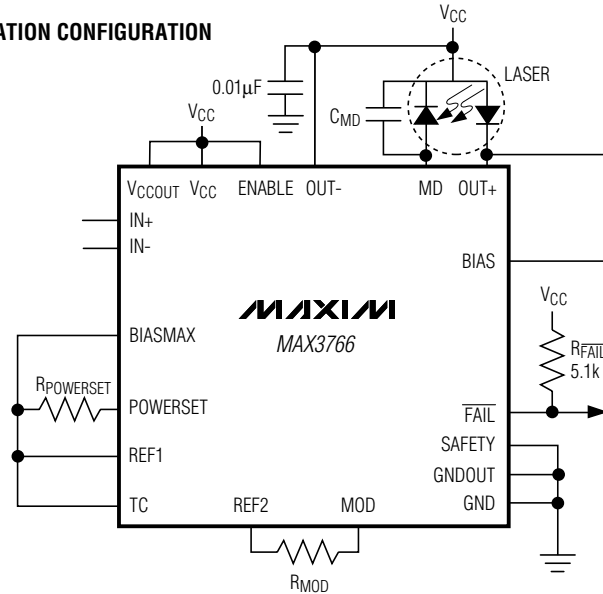 ATION CONFIGURATION
VCC
0.01µF
LASER
CMD
VCC
VCCOUT VCC ENABLE OUT- MD OUT+
IN+
IN-
BIAS
MAXIM
MAX3766
VCC
BIASMAX
RFAIL
5.1k
RPOWERSET
POWERSET
FAIL
SAFETY
REF1
GNDOUT
TC REF2 MOD GND
RMOD